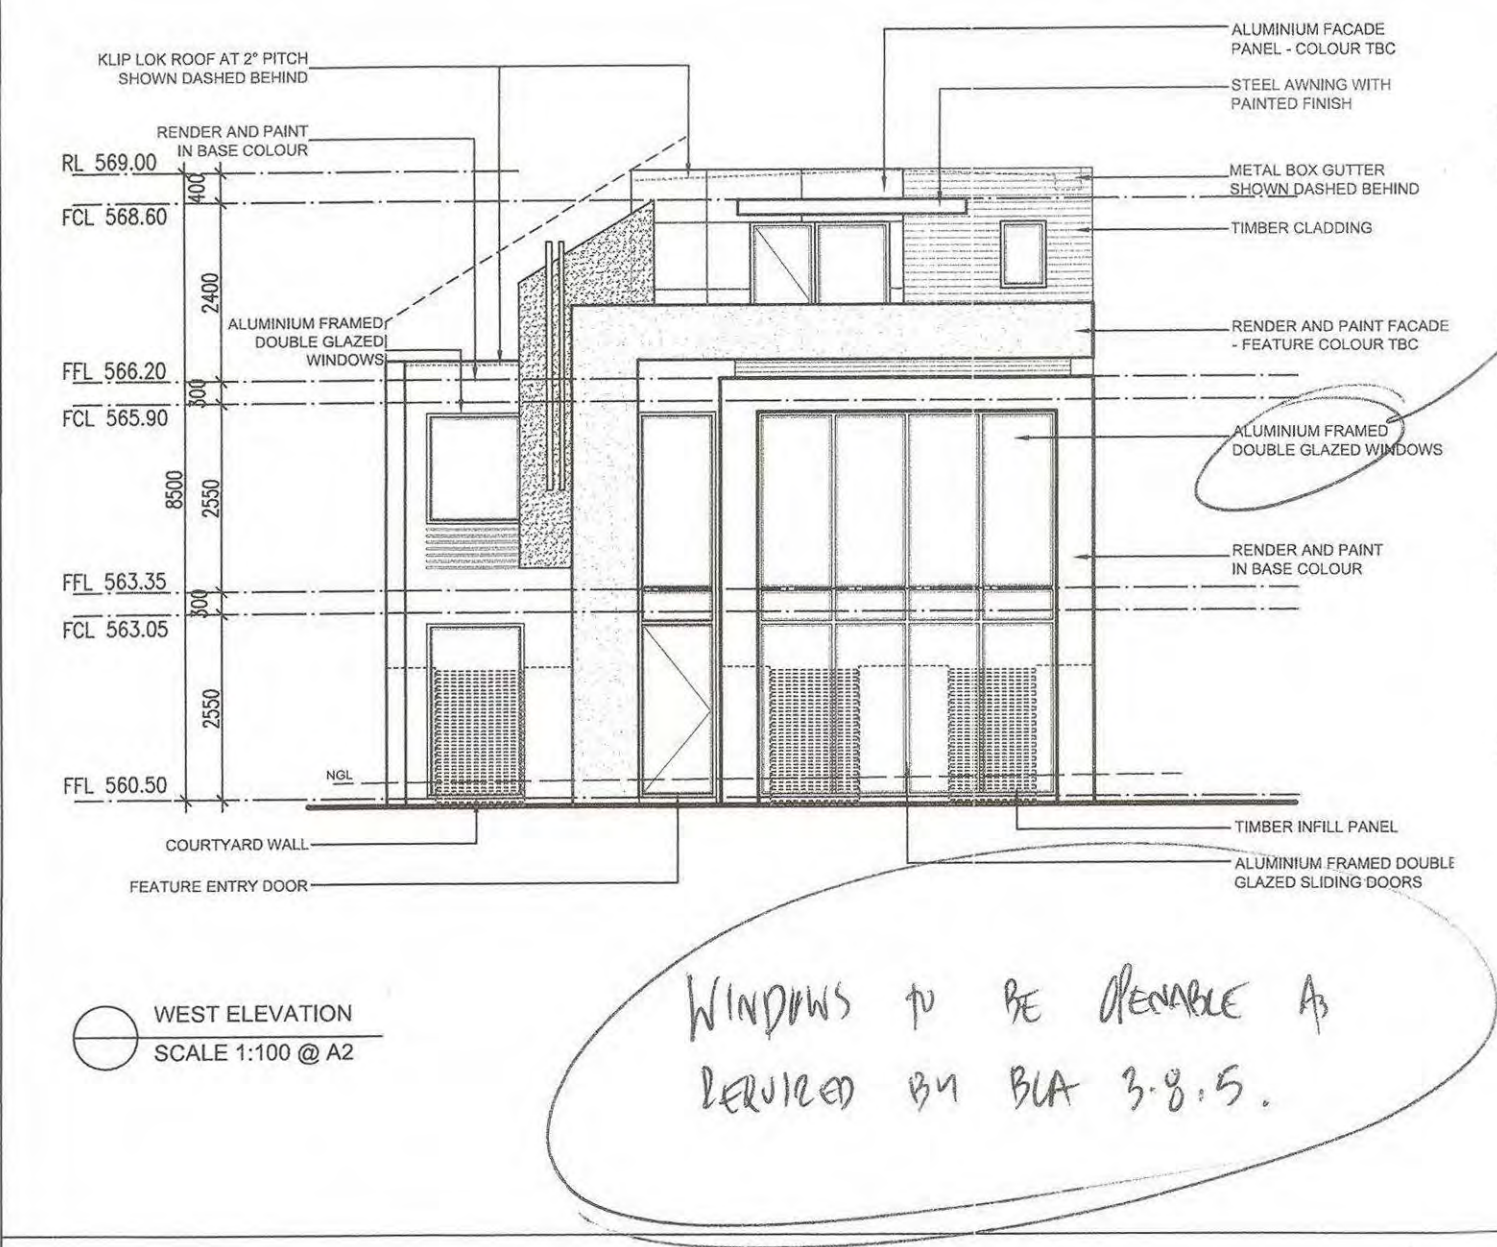 KLIP LOK ROOF AT 2° PITCH
SHOWN DASHED BEHIND
RENDER AND PAINT
IN BASE COLOUR
RL 569.00
FCL 568.60
ALUMINIUM FRAMED
DOUBLE GLAZED
WINDOWS
FFL 566.20
FCL 565.90
FFL 563.35
FCL 563.05
FFL 560.50
400
2400
300
2550
300
2550
8500
NGL
COURTYARD WALL
FEATURE ENTRY DOOR
ALUMINIUM FACADE
PANEL - COLOUR TBC
STEEL AWNING WITH
PAINTED FINISH
METAL BOX GUTTER
SHOWN DASHED BEHIND
TIMBER CLADDING
RENDER AND PAINT FACADE
- FEATURE COLOUR TBC
ALUMINIUM FRAMED
DOUBLE GLAZED WINDOWS
RENDER AND PAINT
IN BASE COLOUR
TIMBER INFILL PANEL
ALUMINIUM FRAMED DOUBLE
GLAZED SLIDING DOORS
WEST ELEVATION
SCALE 1:100 @ A2
WINDOWS TO BE OPENABLE AS
REQUIRED BY BCA 3.8.5.